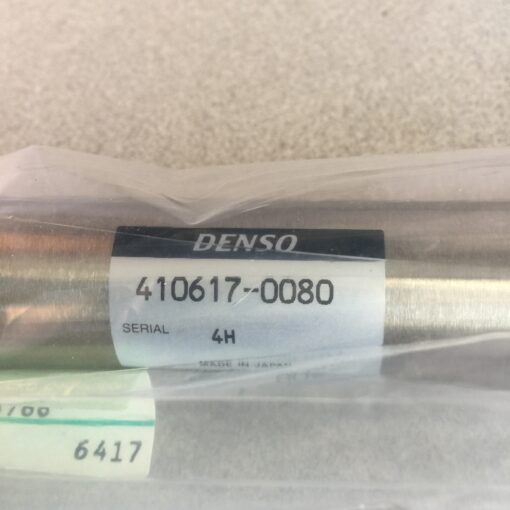 DENSO
410617-0080
SERIAL 4H
MADE IN JAPAN
6417